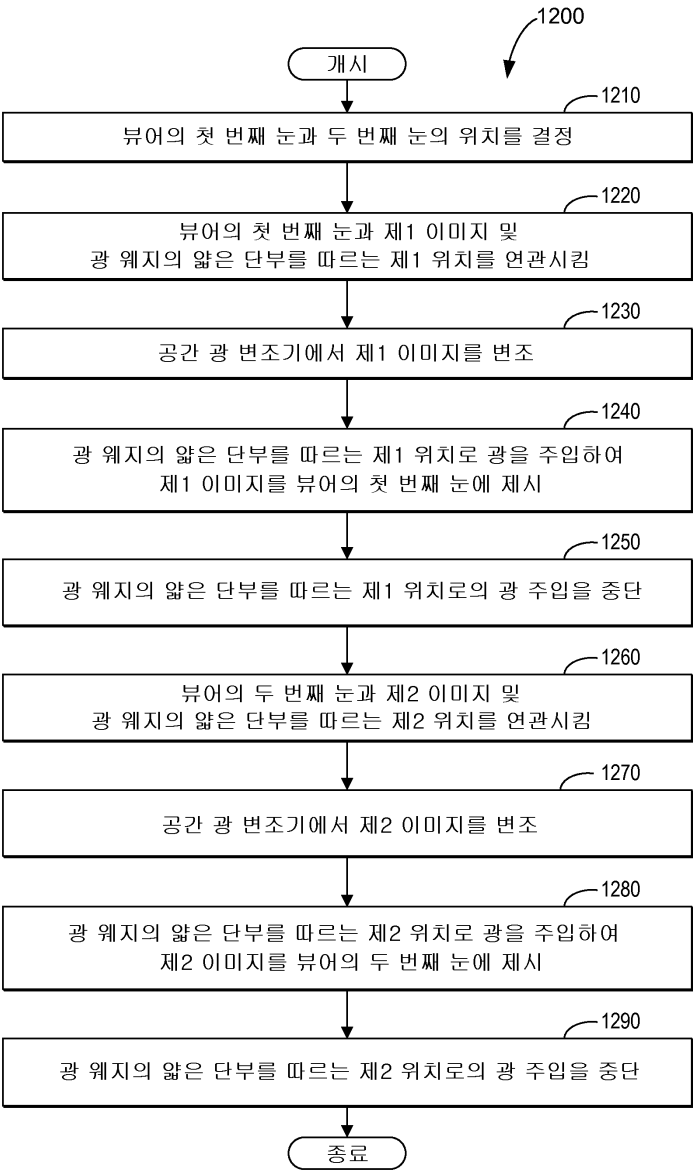 1200
개시
1210
뷰어의 첫 번째 눈과 두 번째 눈의 위치를 결정
1220
뷰어의 첫 번째 눈과 제1 이미지 및
광 웨지의 얇은 단부를 따르는 제1 위치를 연관시킴
1230
공간 광 변조기에서 제1 이미지를 변조
1240
광 웨지의 얇은 단부를 따르는 제1 위치로 광을 주입하여
제1 이미지를 뷰어의 첫 번째 눈에 제시
1250
광 웨지의 얇은 단부를 따르는 제1 위치로의 광 주입을 중단
1260
뷰어의 두 번째 눈과 제2 이미지 및
광 웨지의 얇은 단부를 따르는 제2 위치를 연관시킴
1270
공간 광 변조기에서 제2 이미지를 변조
1280
광 웨지의 얇은 단부를 따르는 제2 위치로 광을 주입하여
제2 이미지를 뷰어의 두 번째 눈에 제시
1290
광 웨지의 얇은 단부를 따르는 제2 위치로의 광 주입을 중단
종료